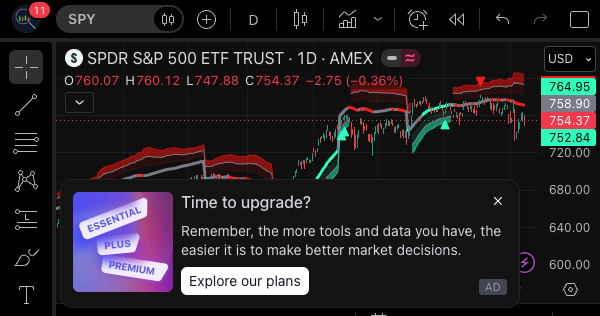 11
SPY
D
SPDR S&P 500 ETF TRUST · 1D · AMEX
USD
O760.07 H760.12 L747.88 C754.37 −2.75 (−0.36%)
764.95
758.90
754.37
752.84
720.00
680.00
640.00
600.00
ESSENTIAL
PLUS
PREMIUM
Time to upgrade?
Remember, the more tools and data you have, the
easier it is to make better market decisions.
Explore our plans
AD